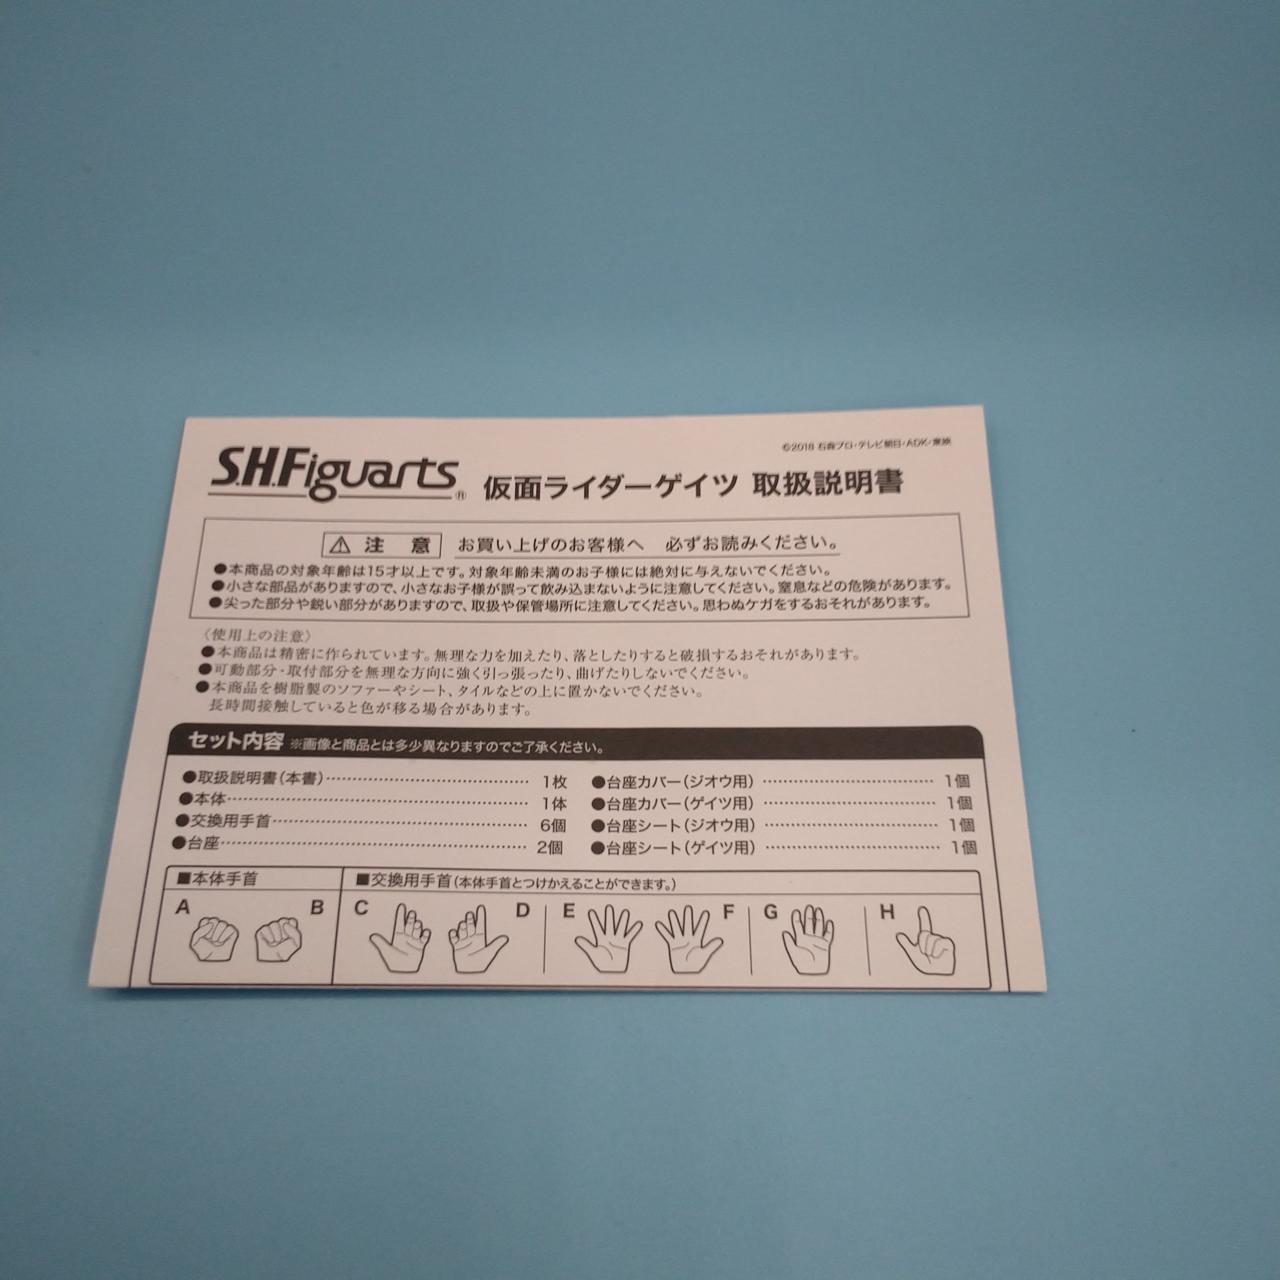 ©2018 石森プロ・テレビ朝日・ADK・東映
S.H.Figuarts® 仮面ライダーゲイツ 取扱説明書
⚠ 注 意 お買い上げのお客様へ 必ずお読みください。
●本商品の対象年齢は15才以上です。対象年齢未満のお子様には絶対に与えないでください。
●小さな部品がありますので、小さなお子様が誤って飲み込まないように注意してください。窒息などの危険があります。
●尖った部分や鋭い部分がありますので、取扱や保管場所に注意してください。思わぬケガをするおそれがあります。
〈使用上の注意〉
●本商品は精密に作られています。無理な力を加えたり、落としたりすると破損するおそれがあります。
●可動部分・取付部分を無理な方向に強く引っ張ったり、曲げたりしないでください。
●本商品を樹脂製のソファーやシート、タイルなどの上に置かないでください。
長時間接触していると色が移る場合があります。
セット内容 ※画像と商品とは多少異なりますのでご了承ください。
●取扱説明書(本書)‥‥‥‥‥‥‥‥‥‥‥ 1枚
●本体‥‥‥‥‥‥‥‥‥‥‥‥‥‥‥‥ 1体
●交換用手首‥‥‥‥‥‥‥‥‥‥‥‥‥ 6個
●台座‥‥‥‥‥‥‥‥‥‥‥‥‥‥‥‥ 2個
●台座カバー(ジオウ用)‥‥‥‥‥‥‥‥‥ 1個
●台座カバー(ゲイツ用)‥‥‥‥‥‥‥‥‥ 1個
●台座シート(ジオウ用)‥‥‥‥‥‥‥‥‥ 1個
●台座シート(ゲイツ用)‥‥‥‥‥‥‥‥‥ 1個
■本体手首
A B
■交換用手首(本体手首とつけかえることができます。)
C D E F G H